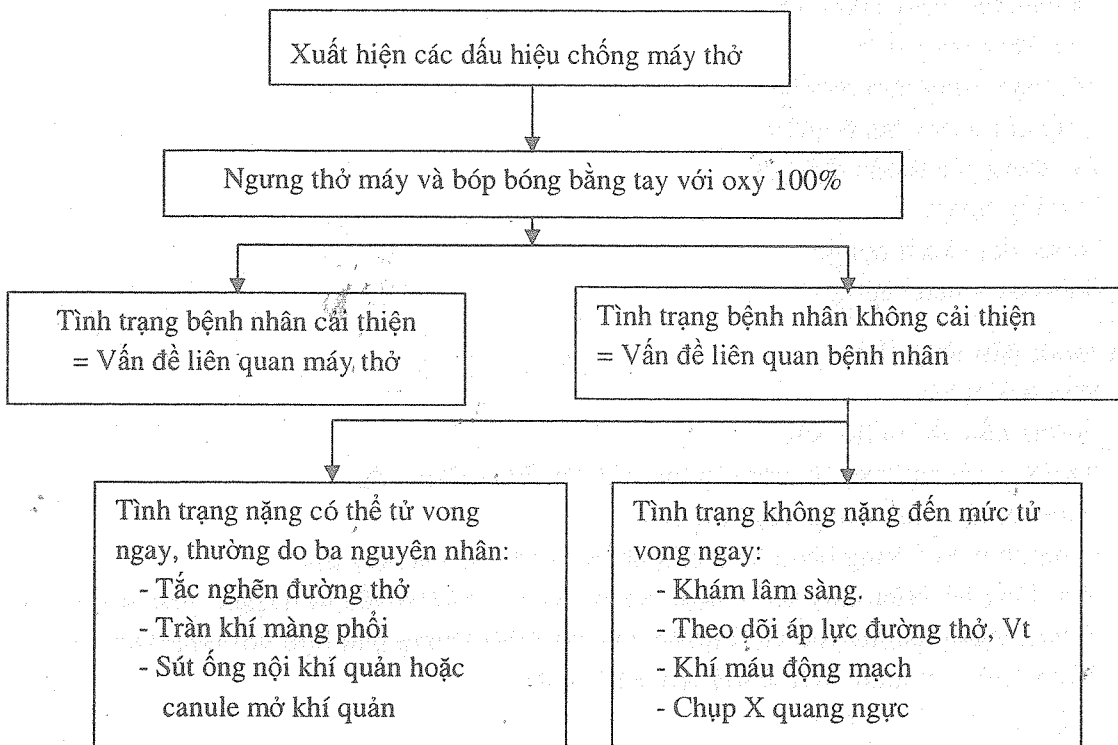 Xuất hiện các dấu hiệu chống máy thở
Ngưng thở máy và bóp bóng bằng tay với oxy 100%
Tình trạng bệnh nhân cải thiện
= Vấn đề liên quan máy thở
Tình trạng bệnh nhân không cải thiện
= Vấn đề liên quan bệnh nhân
Tình trạng nặng có thể tử vong
ngay, thường do ba nguyên nhân:
- Tắc nghẽn đường thở
- Tràn khí màng phổi
- Sút ống nội khí quản hoặc
canule mở khí quản
Tình trạng không nặng đến mức tử
vong ngay:
- Khám lâm sàng.
- Theo dõi áp lực đường thở, Vt
- Khí máu động mạch
- Chụp X quang ngực